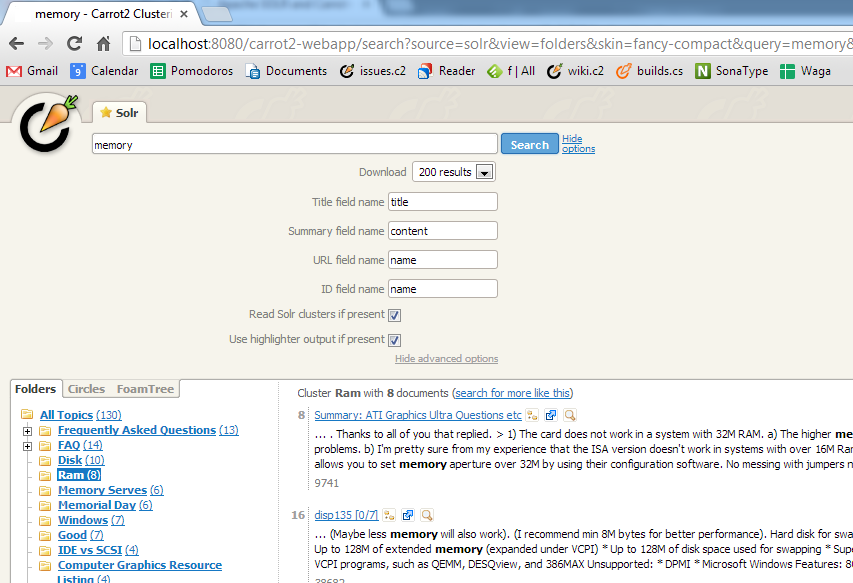 memory - Carrot2 Clusteri
localhost:8080/carrot2-webapp/search?source=solr&view=folders&skin=fancy-compact&query=memory&
Gmail Calendar Pomodoros Documents issues.c2 Reader f | All wiki.c2 builds.cs SonaType Waga
Solr
memory Search Hide options
Download 200 results
Title field name title
Summary field name content
URL field name name
ID field name name
Read Solr clusters if present
Use highlighter output if present
Hide advanced options
Folders Circles FoamTree
All Topics (130)
Frequently Asked Questions (13)
FAQ (14)
Disk (10)
Ram (8)
Memory Serves (6)
Memorial Day (6)
Windows (7)
Good (7)
IDE vs SCSI (4)
Computer Graphics Resource
Listing (4)
Cluster Ram with 8 documents (search for more like this)
8 Summary: ATI Graphics Ultra Questions etc
... . Thanks to all of you that replied. > 1) The card does not work in a system with 32M RAM. a) The higher me
problems. b) I'm pretty sure from my experience that the ISA version doesn't work in systems with over 16M Ran
allows you to set memory aperture over 32M by using their configuration software. No messing with jumpers n
9741
16 disp135 [0/7]
... (Maybe less memory will also work). (I recommend min 8M bytes for better performance). Hard disk for swa
Up to 128M of extended memory (expanded under VCPI) * Up to 128M of disk space used for swapping * Sup
VCPI programs, such as QEMM, DESQview, and 386MAX Unsupported: * DPMI * Microsoft Windows Features: 80
38682